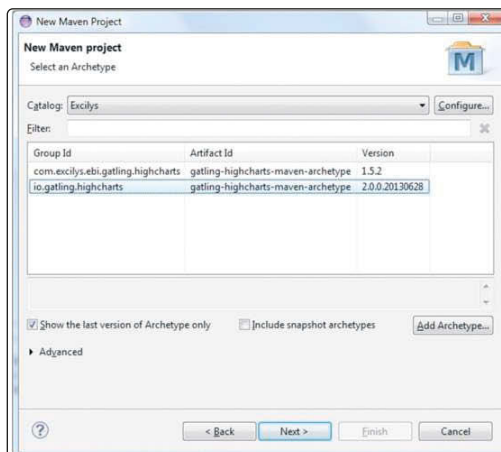 New Maven Project
New Maven project
Select an Archetype
M
Catalog: Excilys Configure...
Filter:
Group Id Artifact Id Version
com.excilys.ebi.gatling.highcharts gatling-highcharts-maven-archetype 1.5.2
io.gatling.highcharts gatling-highcharts-maven-archetype 2.0.0.20130628
Show the last version of Archetype only Include snapshot archetypes Add Archetype...
Advanced
? < Back Next > Finish Cancel